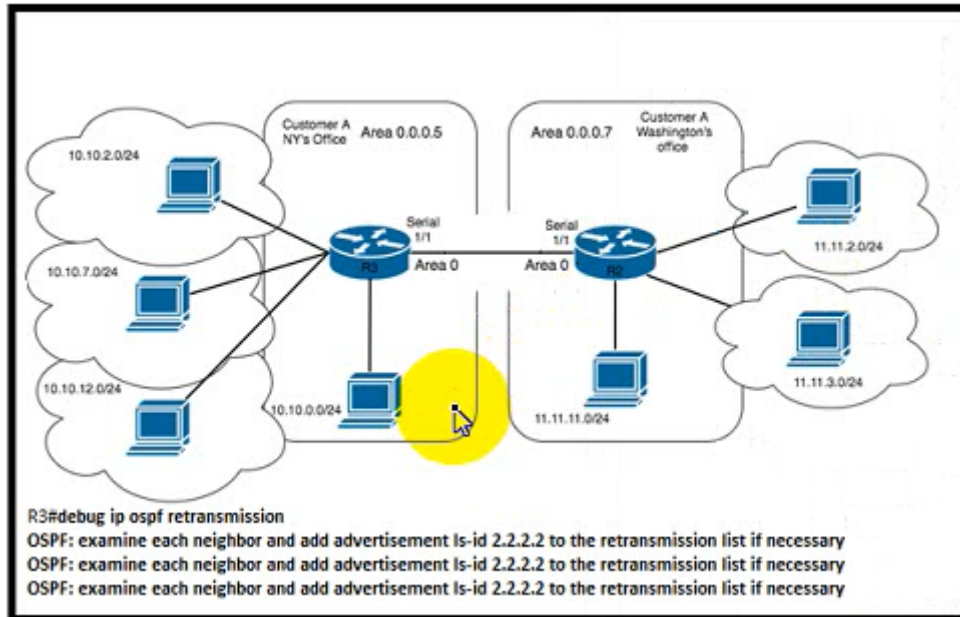 Customer A
NY's Office
Area 0.0.0.5
Area 0.0.0.7
Customer A
Washington's
office
10.10.2.0/24
Serial
1/1
Serial
1/1
11.11.2.0/24
10.10.7.0/24
R3
Area 0
Area 0
R2
10.10.12.0/24
10.10.0.0/24
11.11.11.0/24
11.11.3.0/24
R3#debug ip ospf retransmission
OSPF: examine each neighbor and add advertisement ls-id 2.2.2.2 to the retransmission list if necessary
OSPF: examine each neighbor and add advertisement ls-id 2.2.2.2 to the retransmission list if necessary
OSPF: examine each neighbor and add advertisement ls-id 2.2.2.2 to the retransmission list if necessary